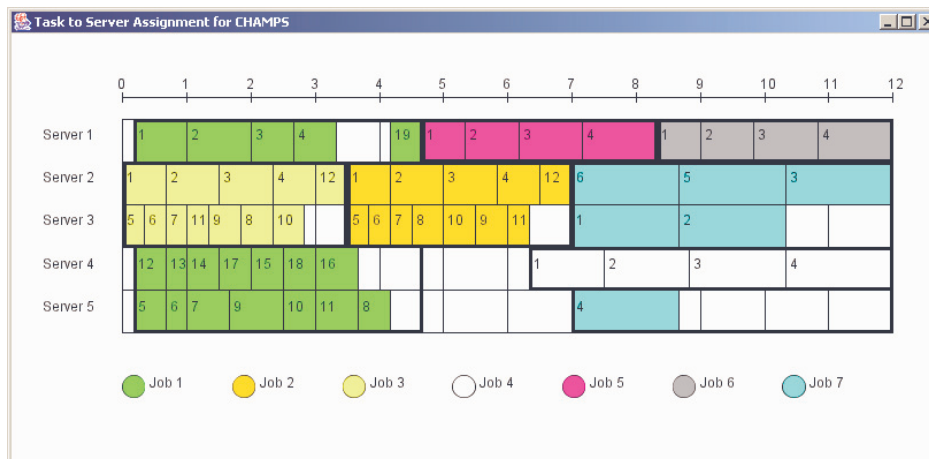 Task to Server Assignment for CHAMPS
0 1 2 3 4 5 6 7 8 9 10 11 12
Server 1 1 2 3 4 19 1 2 3 4 1 2 3 4
Server 2 1 2 3 4 12 1 2 3 4 12 6 5 3
Server 3 5 6 7 11 9 8 10 5 6 7 8 10 9 11 1 2
Server 4 12 13 14 17 15 18 16 1 2 3 4
Server 5 5 6 7 9 10 11 8 4
Job 1 Job 2 Job 3 Job 4 Job 5 Job 6 Job 7